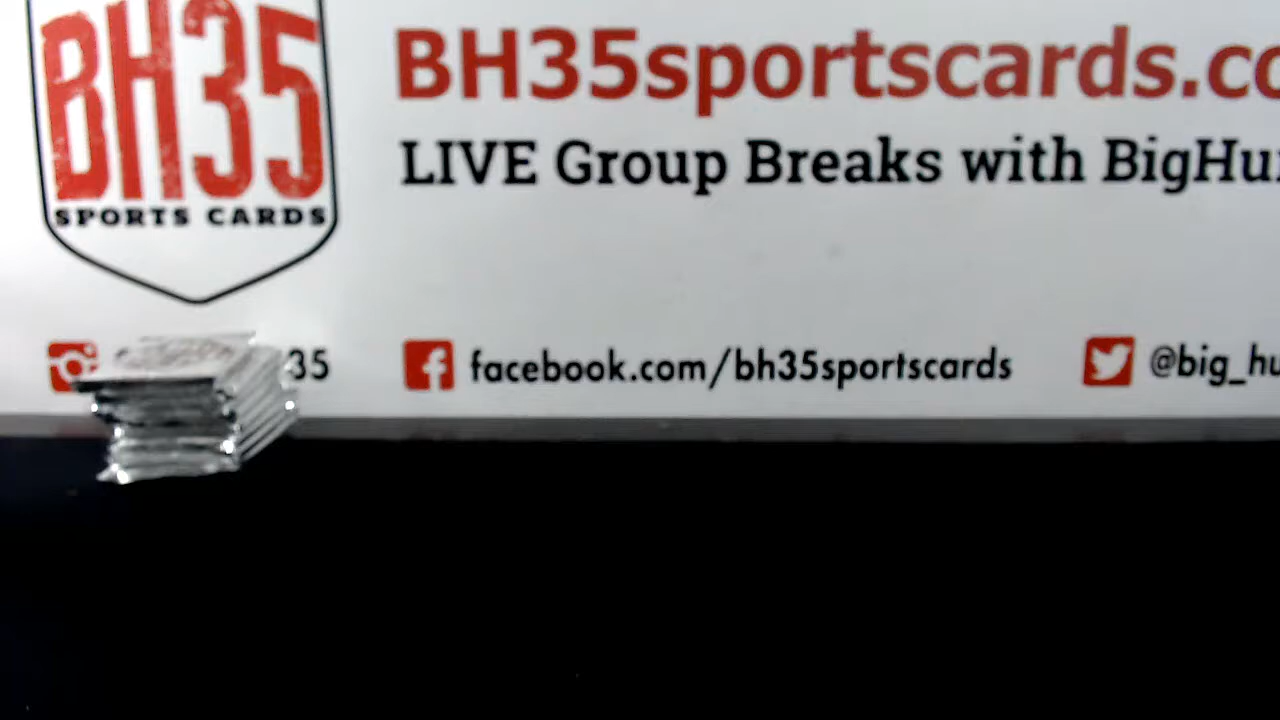 BH35
SPORTS CARDS
BH35sportscards.co
LIVE Group Breaks with BigHu
35
facebook.com/bh35sportscards
@big_hu